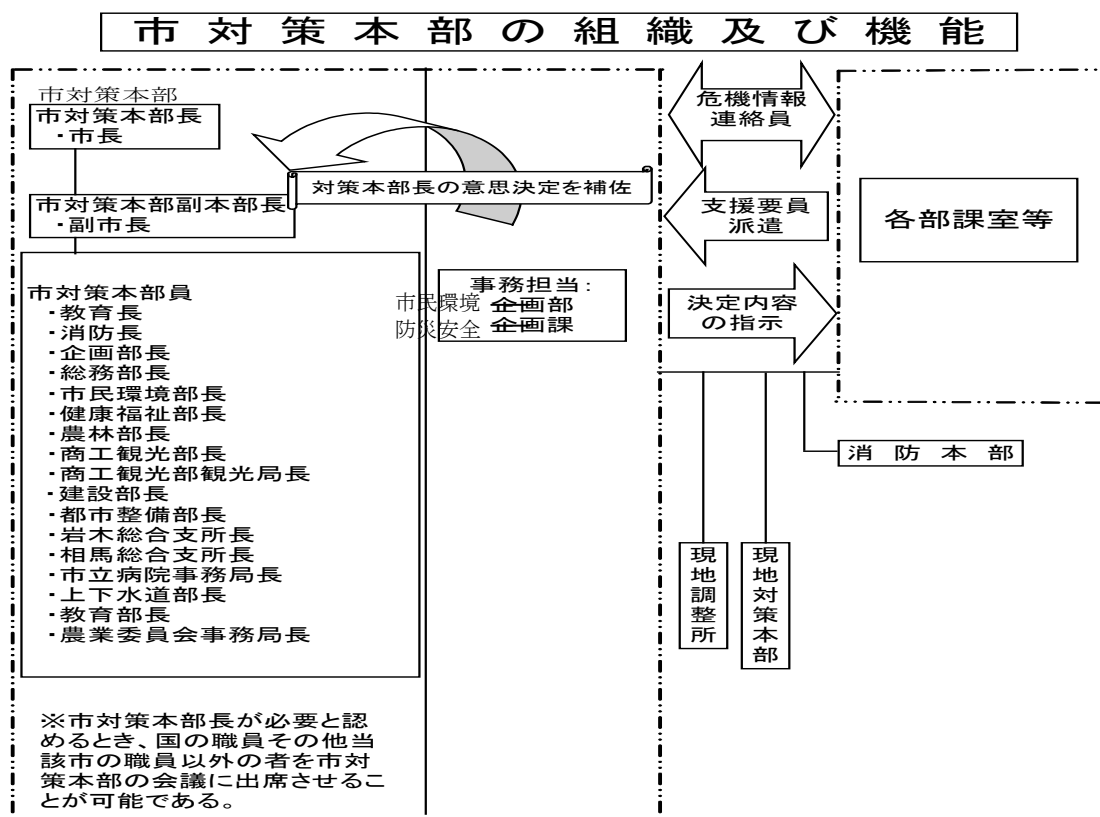 市対策本部の組織及び機能
市対策本部
市対策本部長
・市長
市対策本部副本部長
・副市長
対策本部長の意思決定を補佐
市対策本部員
・教育長
・消防長
・企画部長
・総務部長
・市民環境部長
・健康福祉部長
・農林部長
・商工観光部長
・商工観光部観光局長
・建設部長
・都市整備部長
・岩木総合支所長
・相馬総合支所長
・市立病院事務局長
・上下水道部長
・教育部長
・農業委員会事務局長
※市対策本部長が必要と認
めるとき、国の職員その他当
該市の職員以外の者を市対
策本部の会議に出席させるこ
とが可能である。
事務担当:
市民環境 企画部
防災安全 企画課
危機情報
連絡員
支援要員
派遣
決定内容
の指示
各部課室等
消防本部
現地調整所
現地対策本部